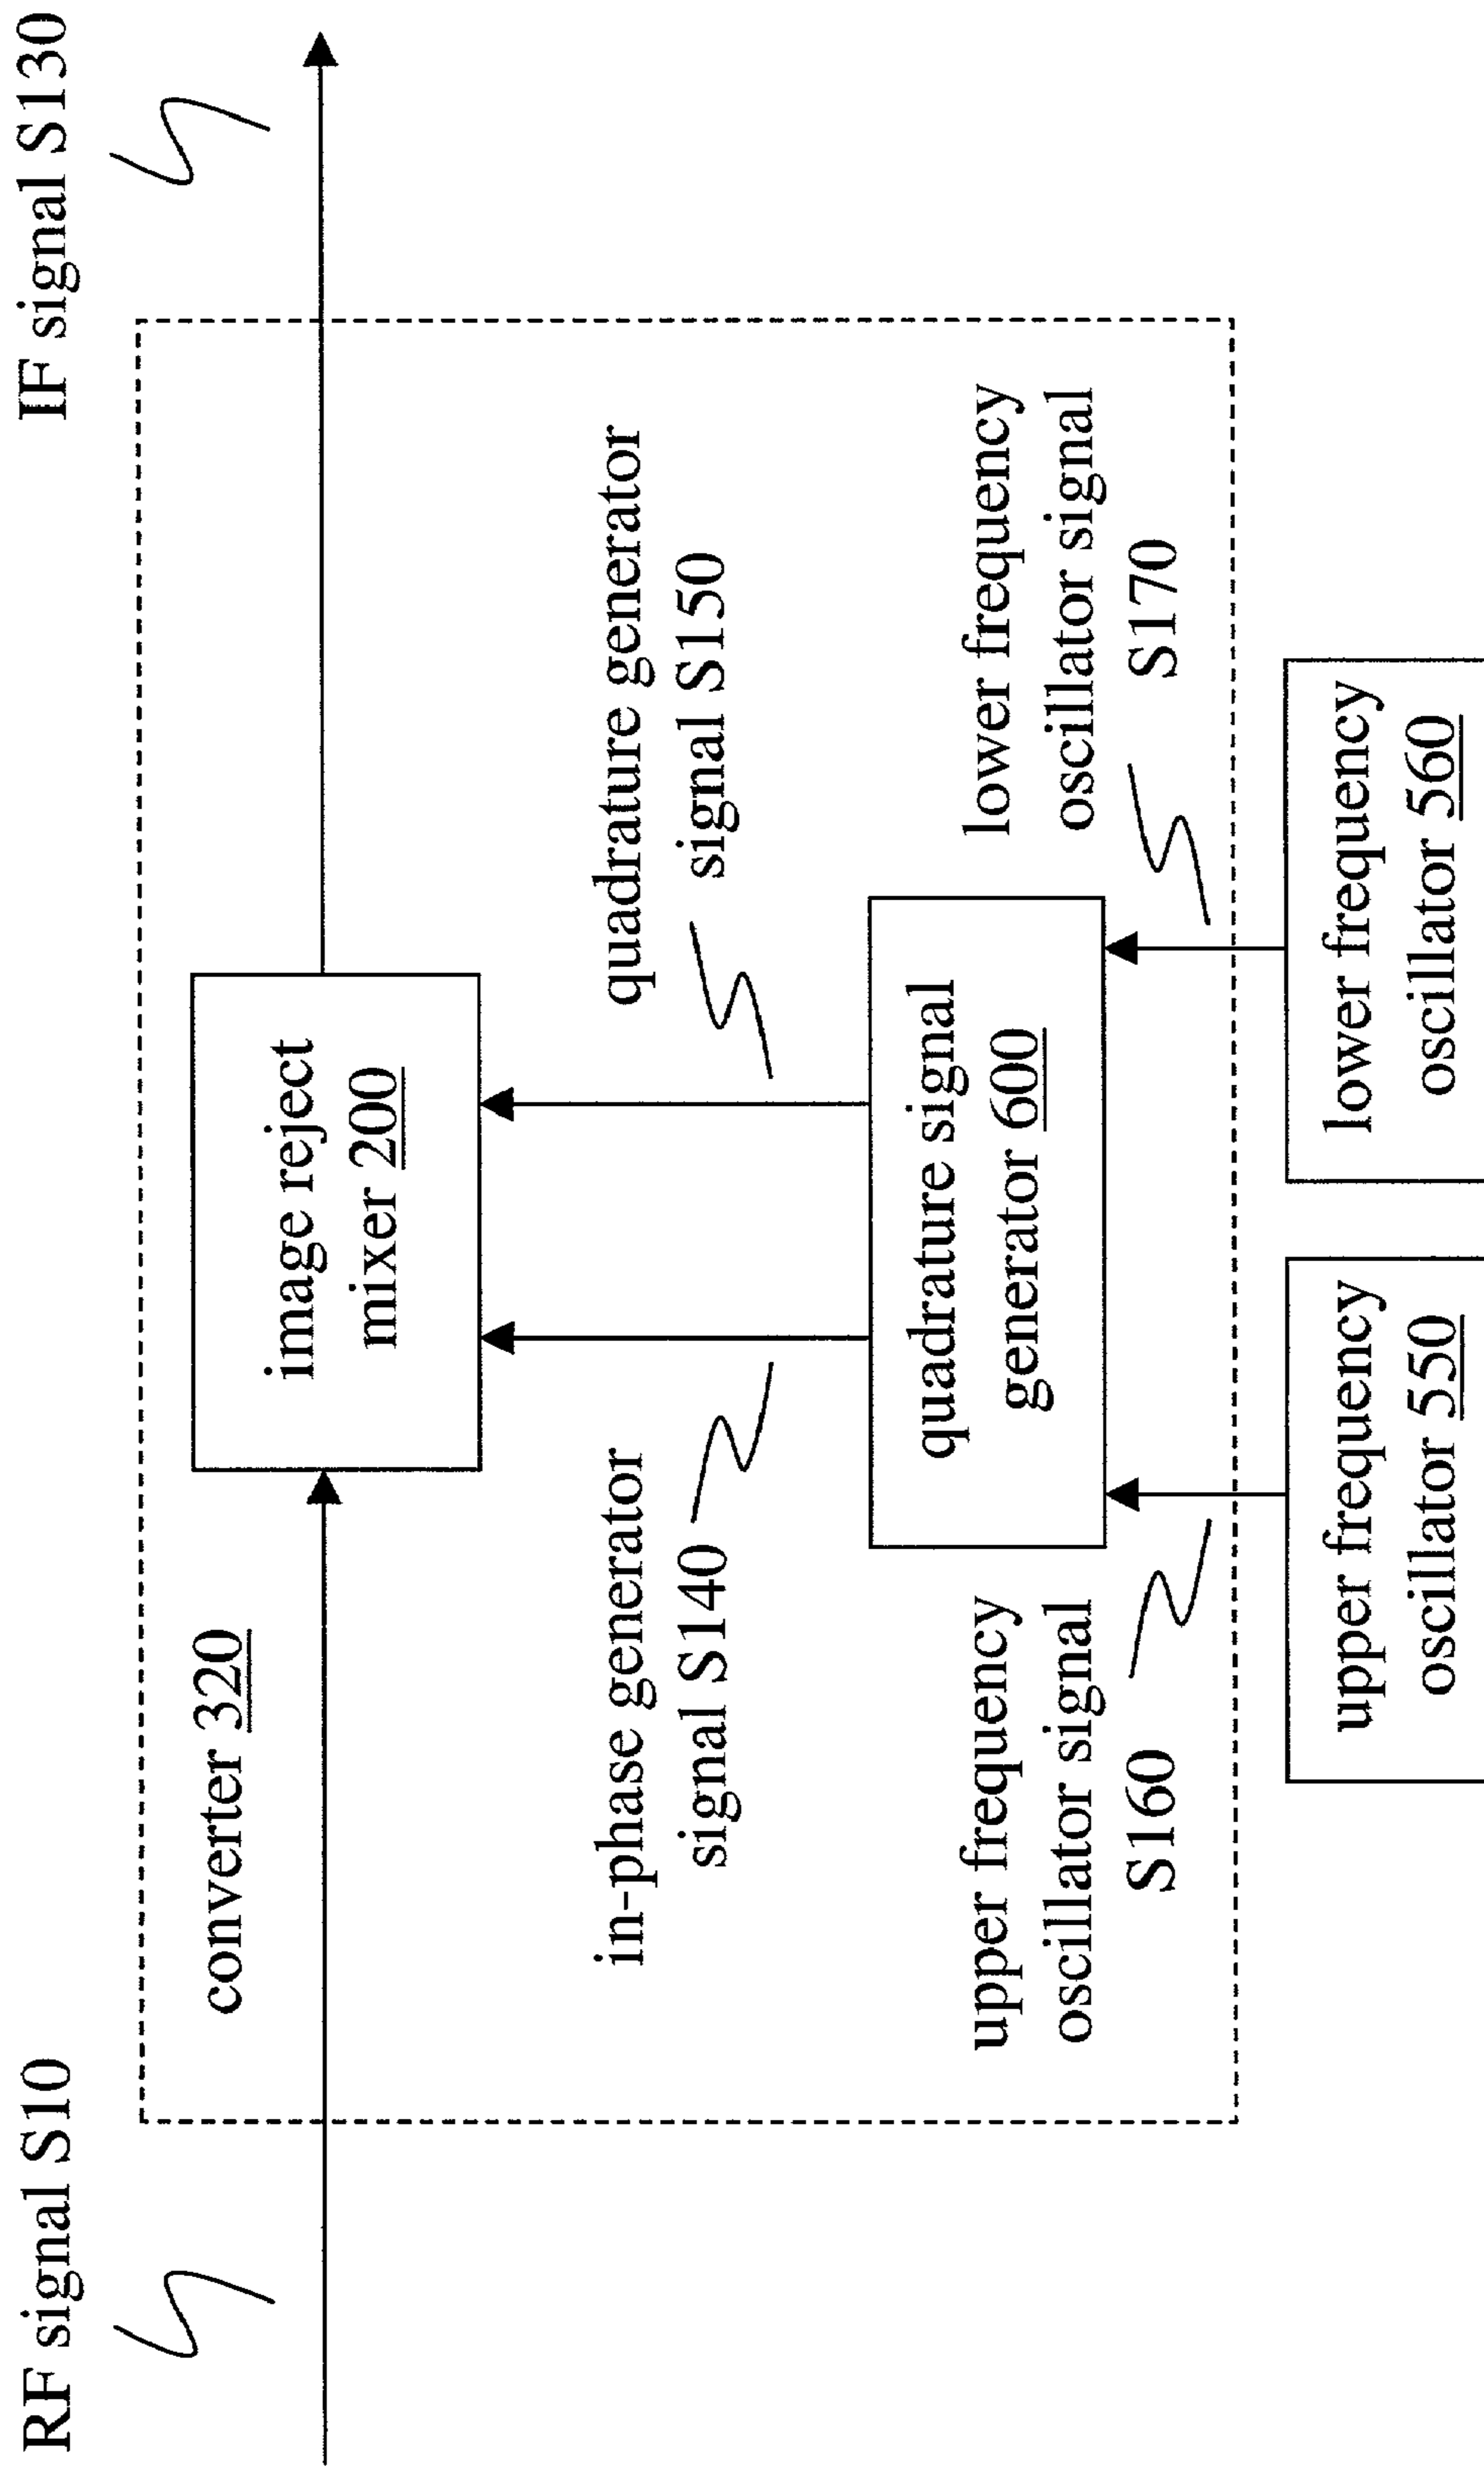 RF signal S10
IF signal S130
converter 320
image reject
mixer 200
in-phase generator
signal S140
quadrature generator
signal S150
quadrature signal
generator 600
upper frequency
oscillator signal
S160
lower frequency
oscillator signal
S170
upper frequency
oscillator 550
lower frequency
oscillator 560